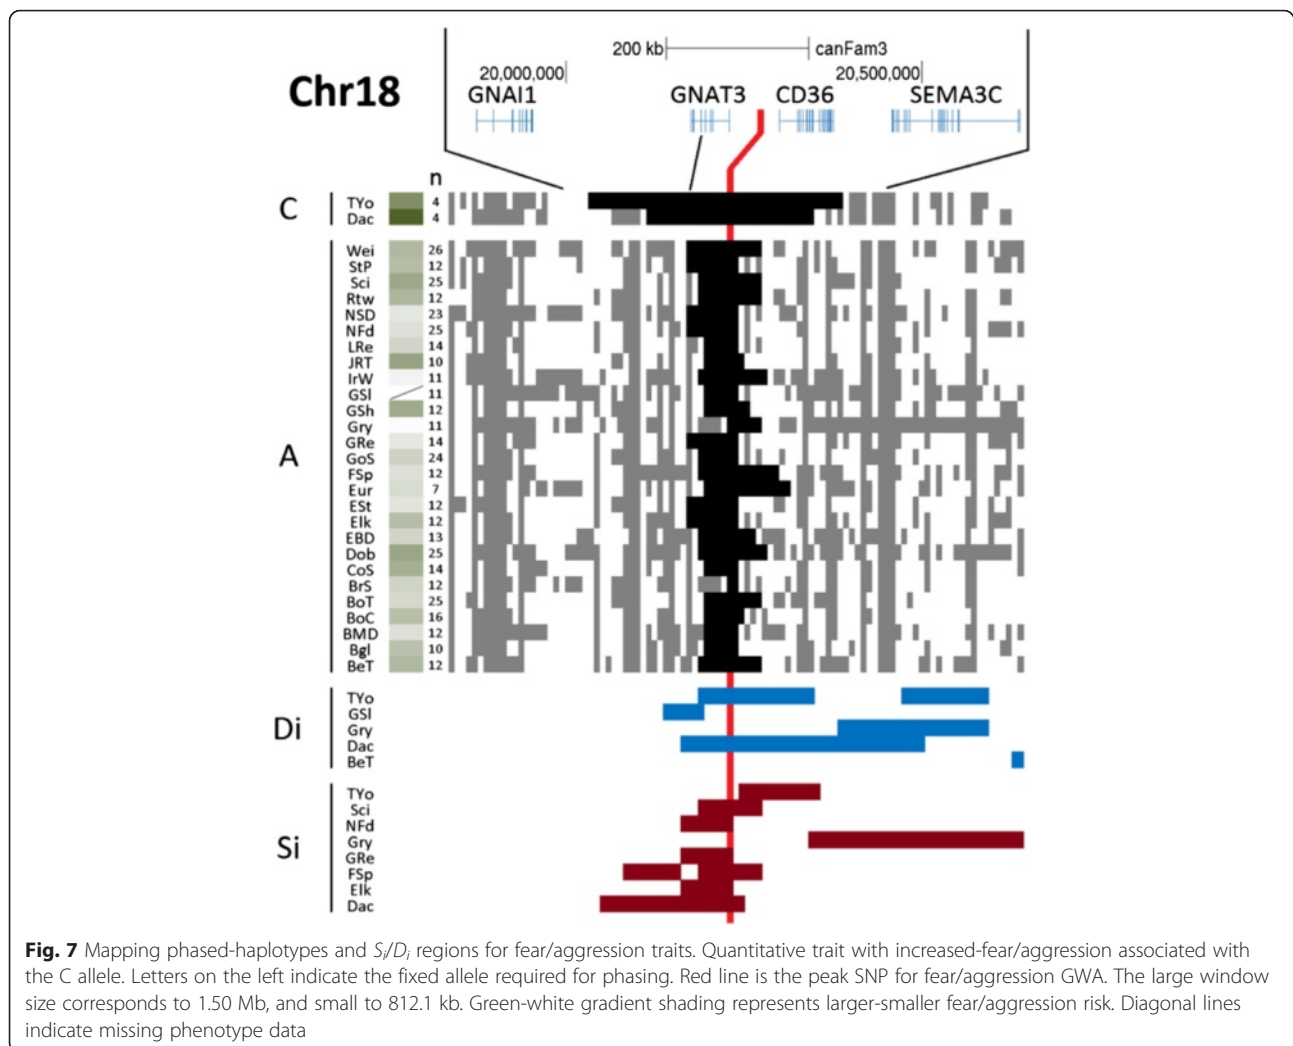 200 kb canFam3
Chr18
20,000,000 20,500,000
GNAI1 GNAT3 CD36 SEMA3C
n
C
TYo 4
Dac 4
A
Wei 26
StP 12
Sci 25
Rtw 12
NSD 23
NFd 25
LRe 14
JRT 10
IrW 11
GSl 11
GSh 12
Gry 11
GRe 14
GoS 24
FSp 12
Eur 7
ESt 12
Elk 12
EBD 13
Dob 25
CoS 14
BrS 12
BoT 25
BoC 16
BMD 12
Bgl 10
BeT 12
Di
TYo
GSl
Gry
Dac
BeT
Si
TYo
Sci
NFd
Gry
GRe
FSp
Elk
Dac
Fig. 7 Mapping phased-haplotypes and Si/Di regions for fear/aggression traits. Quantitative trait with increased-fear/aggression associated with
the C allele. Letters on the left indicate the fixed allele required for phasing. Red line is the peak SNP for fear/aggression GWA. The large window
size corresponds to 1.50 Mb, and small to 812.1 kb. Green-white gradient shading represents larger-smaller fear/aggression risk. Diagonal lines
indicate missing phenotype data